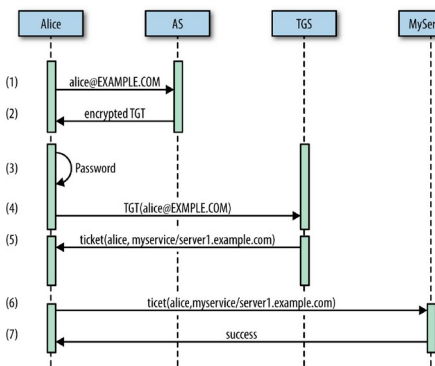 Alice AS TGS MySer
(1) alice@EXAMPLE.COM
(2) encrypted TGT
(3) Password
(4) TGT(alice@EXMPLE.COM)
(5) ticket(alice, myservice/server1.example.com)
(6) ticet(alice,myservice/server1.example.com)
(7) success